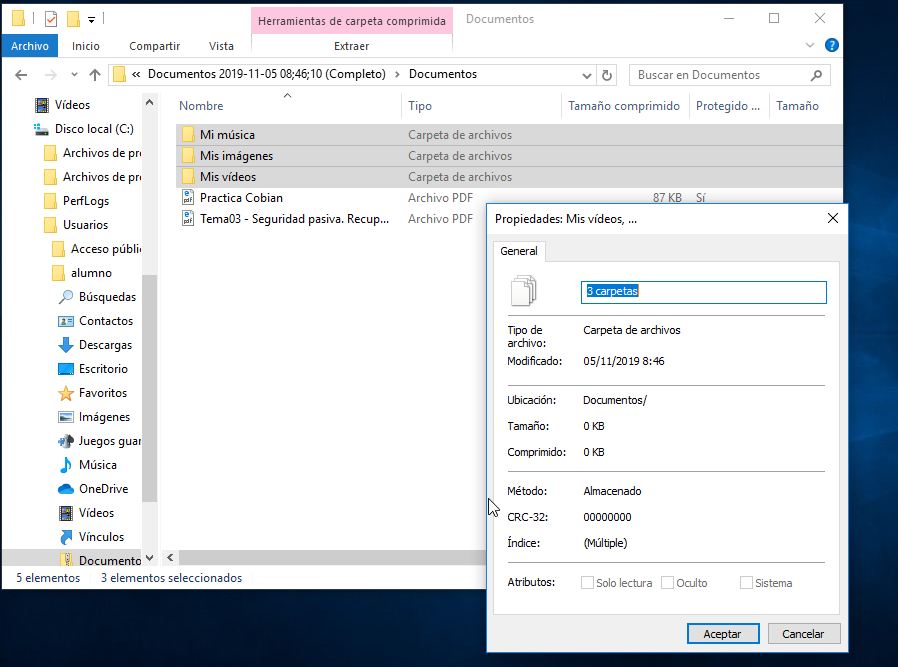 Herramientas de carpeta comprimida Documentos
Archivo Inicio Compartir Vista Extraer
« Documentos 2019-11-05 08;46;10 (Completo) > Documentos
Buscar en Documentos
Vídeos
Disco local (C:)
Archivos de pr
Archivos de pr
PerfLogs
Usuarios
Acceso públi
alumno
Búsquedas
Contactos
Descargas
Escritorio
Favoritos
Imágenes
Juegos guar
Música
OneDrive
Vídeos
Vínculos
Documento
Nombre Tipo Tamaño comprimido Protegido ... Tamaño
Mi música Carpeta de archivos
Mis imágenes Carpeta de archivos
Mis vídeos Carpeta de archivos
Practica Cobian Archivo PDF 87 KB Sí
Tema03 - Seguridad pasiva. Recup... Archivo PDF
5 elementos 3 elementos seleccionados
Propiedades: Mis vídeos, ...
General
3 carpetas
Tipo de archivo: Carpeta de archivos
Modificado: 05/11/2019 8:46
Ubicación: Documentos/
Tamaño: 0 KB
Comprimido: 0 KB
Método: Almacenado
CRC-32: 00000000
Índice: (Múltiple)
Atributos: Solo lectura Oculto Sistema
Aceptar Cancelar